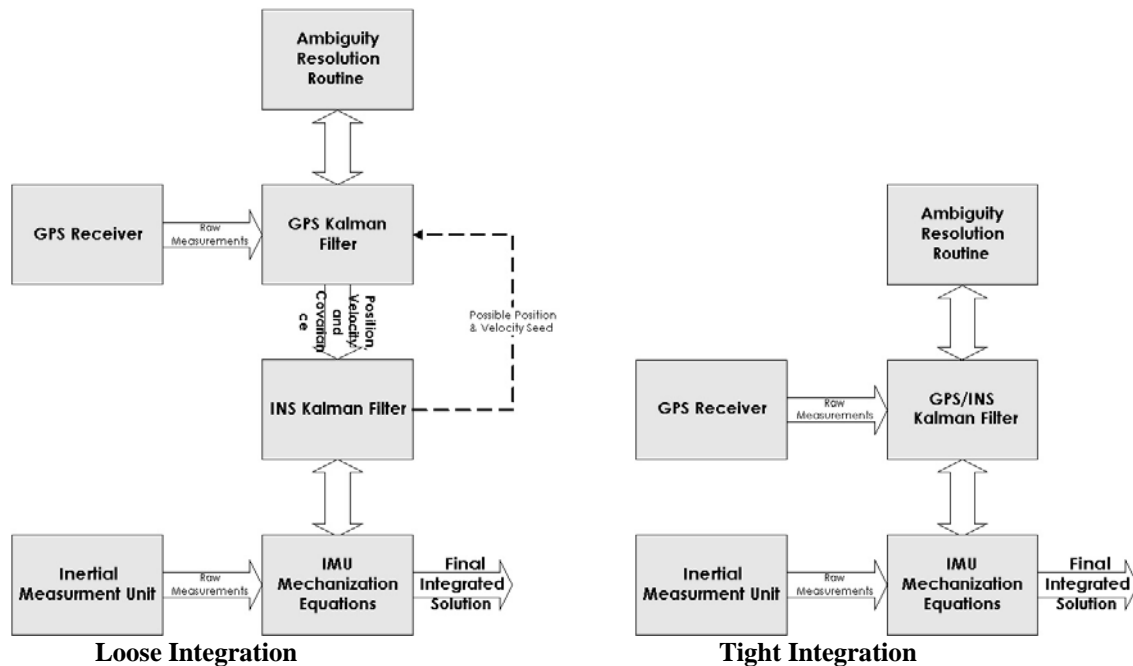 Ambiguity
Resolution
Routine
GPS Receiver
Raw
Measurements
GPS Kalman
Filter
Position,
Velocity
and
Covarian
ce
Possible Position
& Velocity Seed
INS Kalman Filter
Inertial
Measurment Unit
Raw
Measurements
IMU
Mechanization
Equations
Final
Integrated
Solution
Loose Integration
Ambiguity
Resolution
Routine
GPS Receiver
Raw
Measurements
GPS/INS
Kalman Filter
Inertial
Measurment Unit
Raw
Measurements
IMU
Mechanization
Equations
Final
Integrated
Solution
Tight Integration